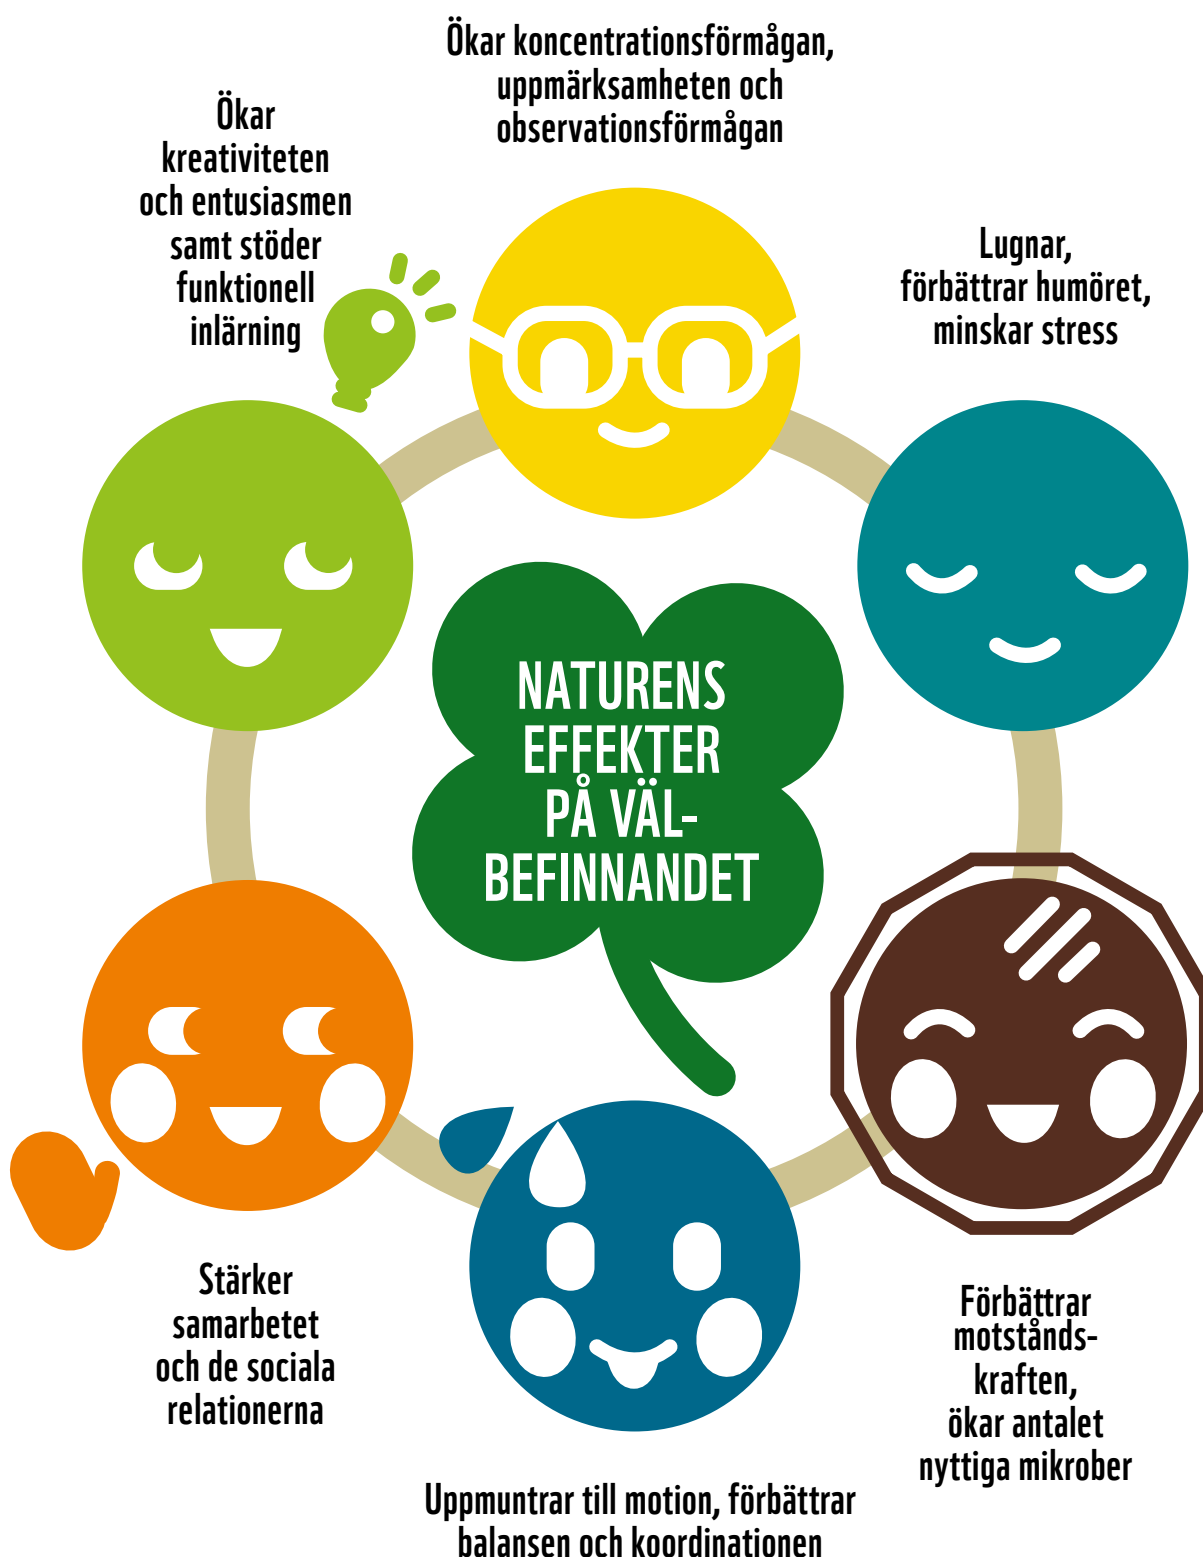 Ökar koncentrationsförmågan,
uppmärksamheten och
observationsförmågan
Ökar
kreativiteten
och entusiasmen
samt stöder
funktionell
inlärning
Lugnar,
förbättrar humöret,
minskar stress
NATURENS
EFFEKTER
PÅ VÄL-
BEFINNANDET
Stärker
samarbetet
och de sociala
relationerna
Förbättrar
motstånds-
kraften,
ökar antalet
nyttiga mikrober
Uppmuntrar till motion, förbättrar
balansen och koordinationen